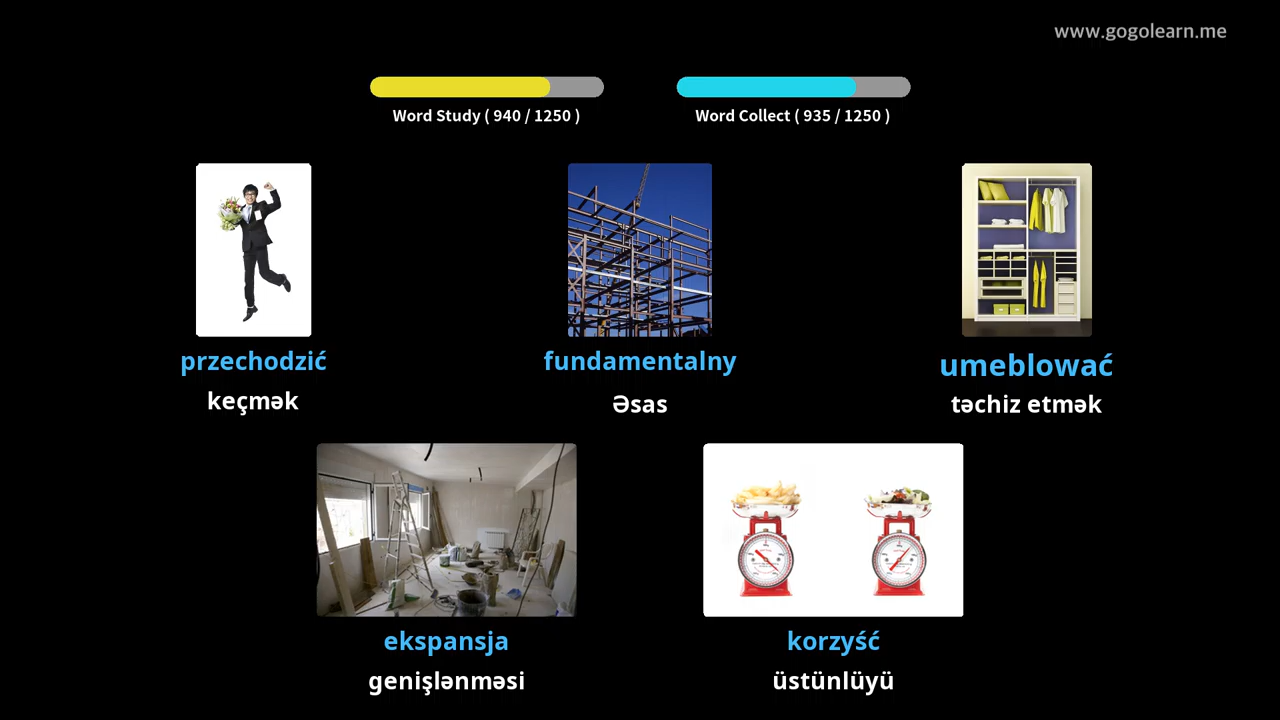 www.gogolearn.me
Word Study ( 940 / 1250 )
Word Collect ( 935 / 1250 )
przechodzić
keçmək
fundamentalny
Əsas
umeblować
təchiz etmək
ekspansja
genişlənməsi
korzyść
üstünlüyü